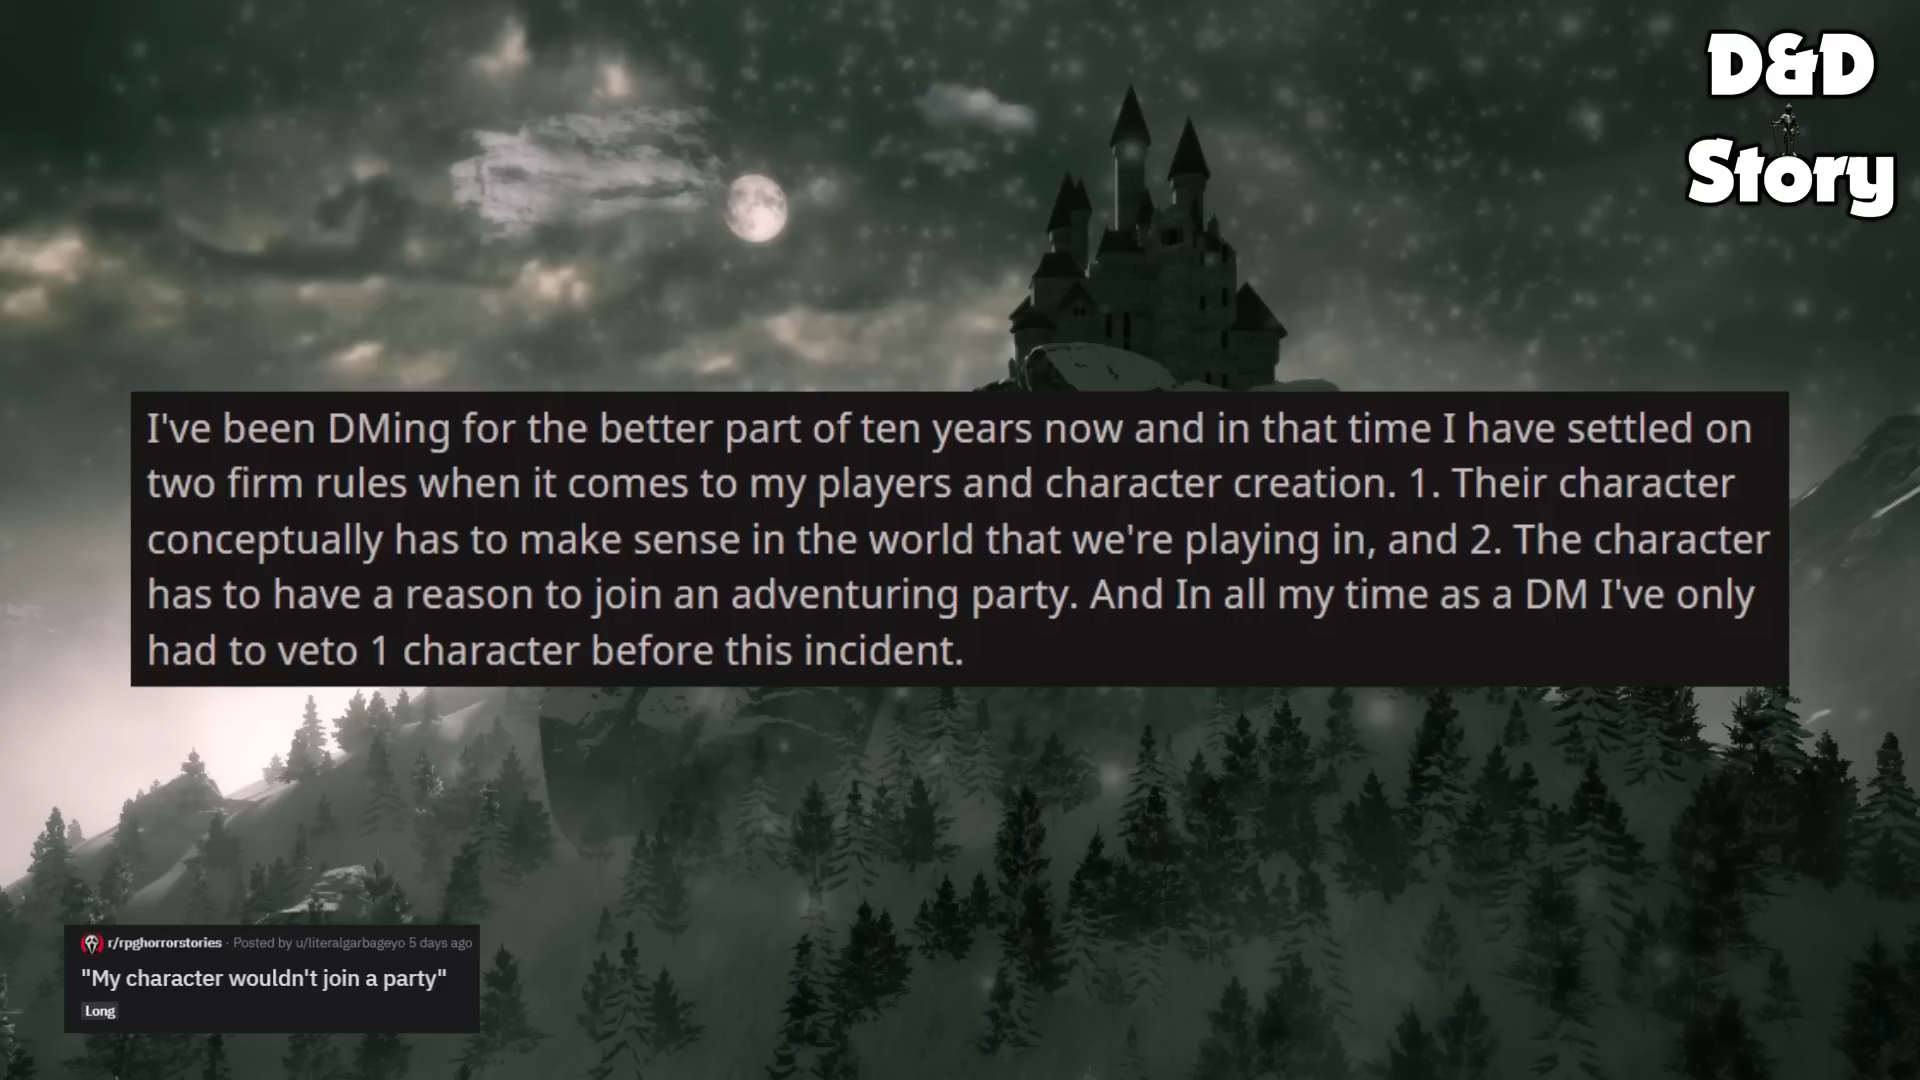 D&D
Story
I've been DMing for the better part of ten years now and in that time I have settled on
two firm rules when it comes to my players and character creation. 1. Their character
conceptually has to make sense in the world that we're playing in, and 2. The character
has to have a reason to join an adventuring party. And In all my time as a DM I've only
had to veto 1 character before this incident.
r/rpghorrorstories · Posted by u/literalgarbageyo 5 days ago
"My character wouldn't join a party"
Long